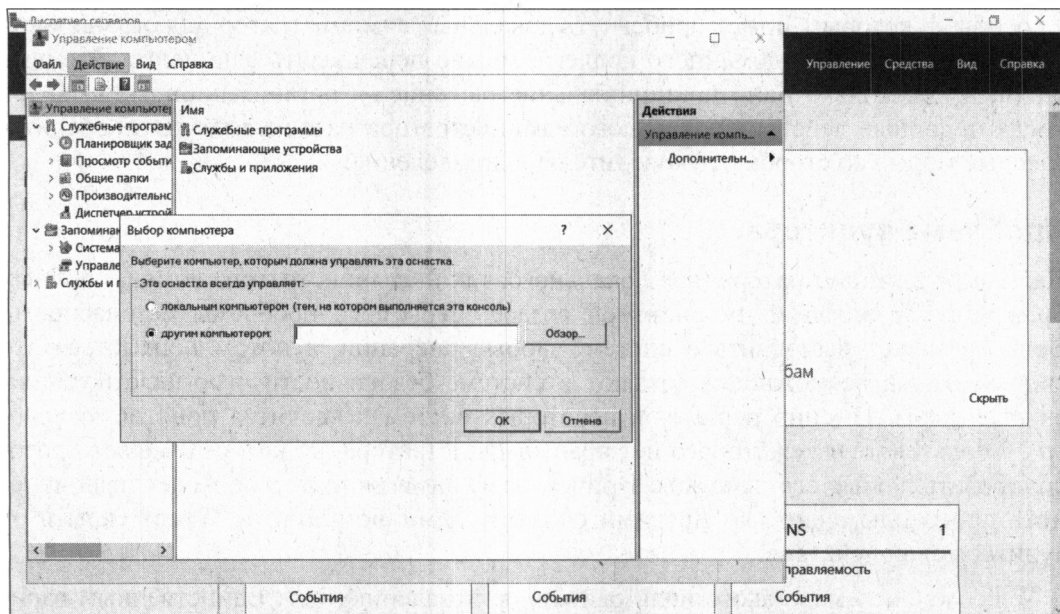 Диспетчер серверов
Управление компьютером
Файл Действие Вид Справка
Управление Средства Вид Справка
Управление компьютер
Служебные програм
Планировщик зад
Просмотр событи
Общие папки
Производительнс
Диспетчер устрой
Запоминан
Система
Управле
Службы и п
Имя
Служебные программы
Запоминающие устройства
Службы и приложения
Действия
Управление компь...
Дополнительн...
Выбор компьютера
? ×
Выберите компьютер, которым должна управлять эта оснастка.
Эта оснастка всегда управляет:
локальным компьютером (тем, на котором выполняется эта консоль)
другим компьютером:
Обзор...
ОК Отмена
бам
Скрыть
NS 1
правляемость
События События События